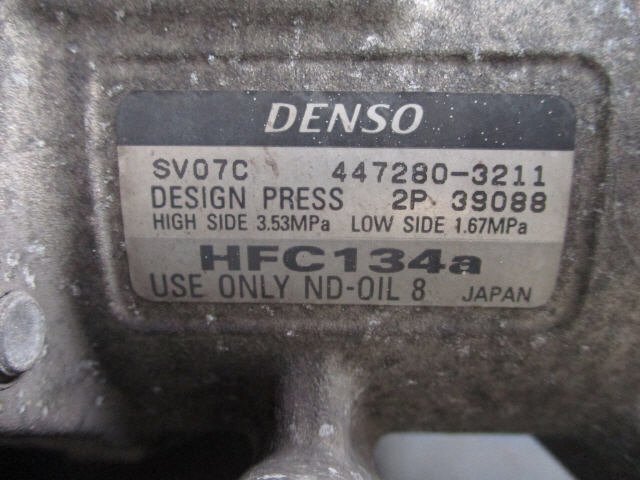 DENSO
SV07C 447280-3211
DESIGN PRESS 2P 39088
HIGH SIDE 3.53MPa LOW SIDE 1.67MPa
HFC134a
USE ONLY ND-OIL 8 JAPAN